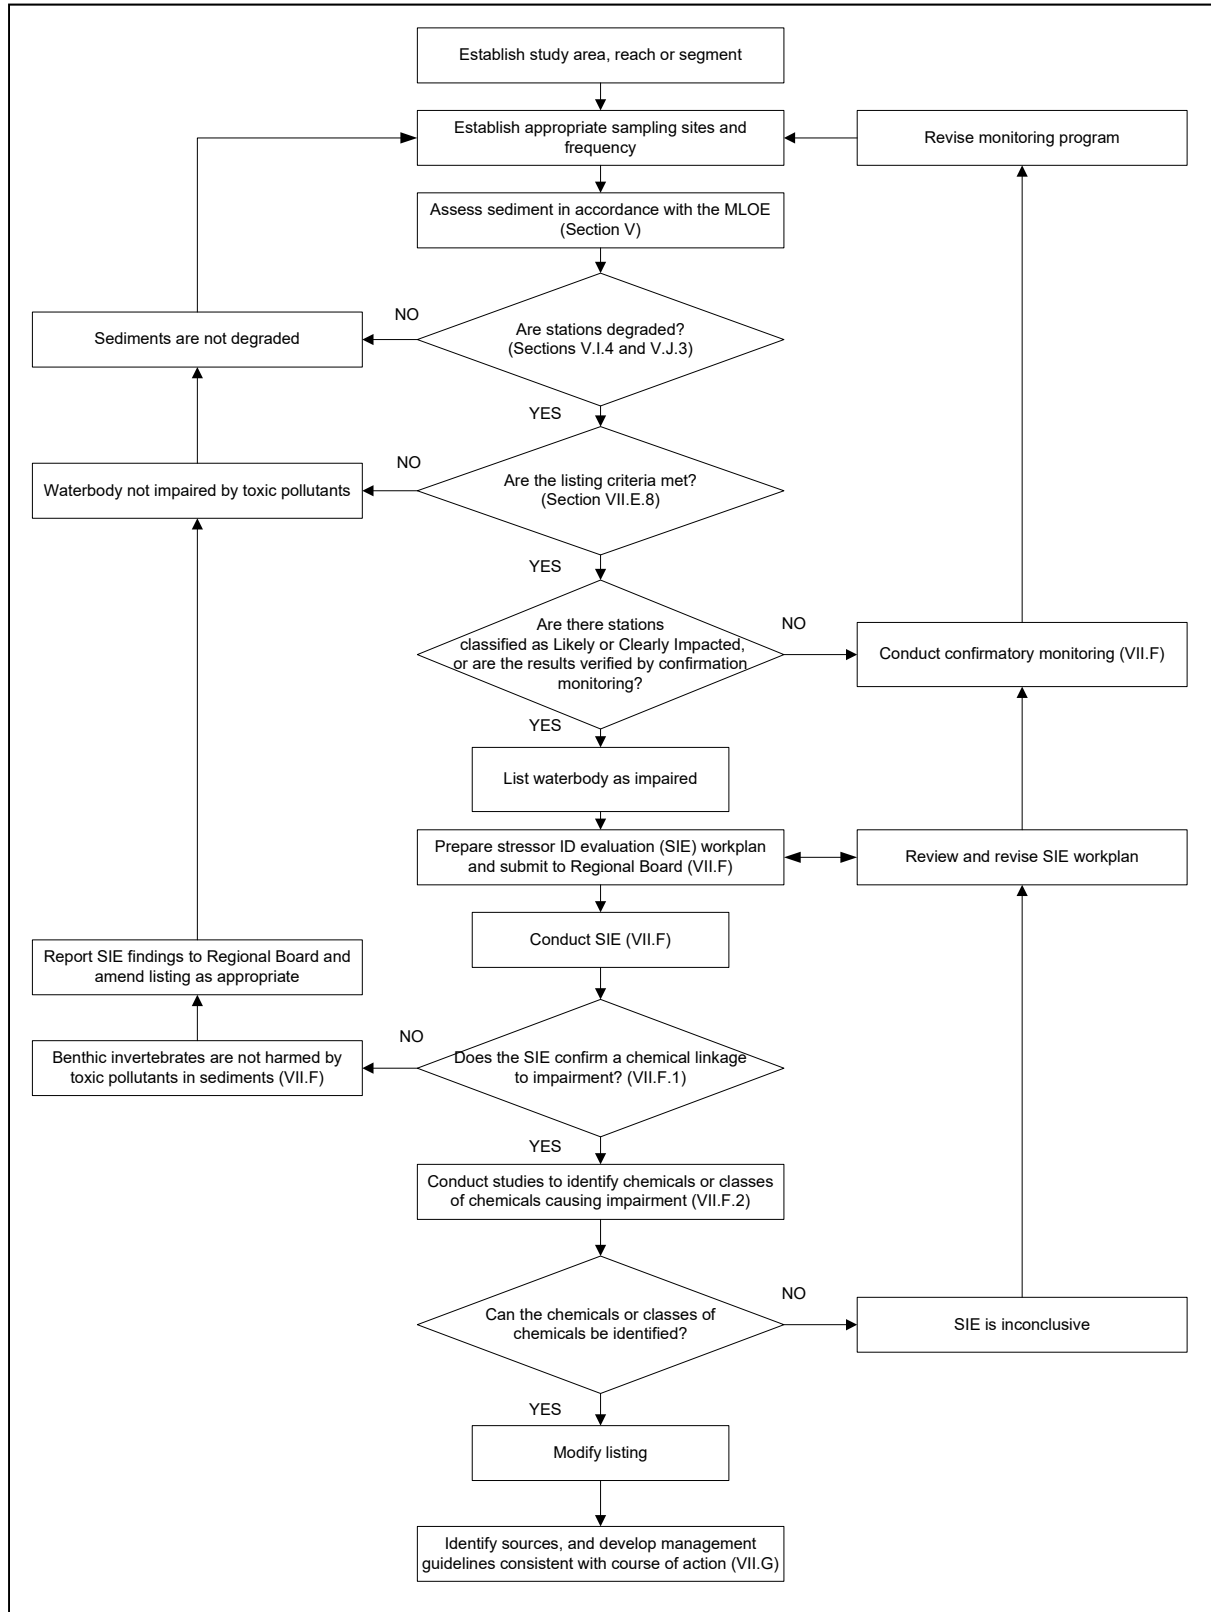 Establish study area, reach or segment
Establish appropriate sampling sites and
frequency
Revise monitoring program
Assess sediment in accordance with the MLOE
(Section V)
NO
Sediments are not degraded
Are stations degraded?
(Sections V.I.4 and V.J.3)
YES
NO
Waterbody not impaired by toxic pollutants
Are the listing criteria met?
(Section VII.E.8)
YES
Are there stations
classified as Likely or Clearly Impacted,
or are the results verified by confirmation
monitoring?
NO
Conduct confirmatory monitoring (VII.F)
YES
List waterbody as impaired
Prepare stressor ID evaluation (SIE) workplan
and submit to Regional Board (VII.F)
Review and revise SIE workplan
Conduct SIE (VII.F)
Report SIE findings to Regional Board and
amend listing as appropriate
NO
Benthic invertebrates are not harmed by
toxic pollutants in sediments (VII.F)
Does the SIE confirm a chemical linkage
to impairment? (VII.F.1)
YES
Conduct studies to identify chemicals or classes
of chemicals causing impairment (VII.F.2)
Can the chemicals or classes of
chemicals be identified?
NO
SIE is inconclusive
YES
Modify listing
Identify sources, and develop management
guidelines consistent with course of action (VII.G)